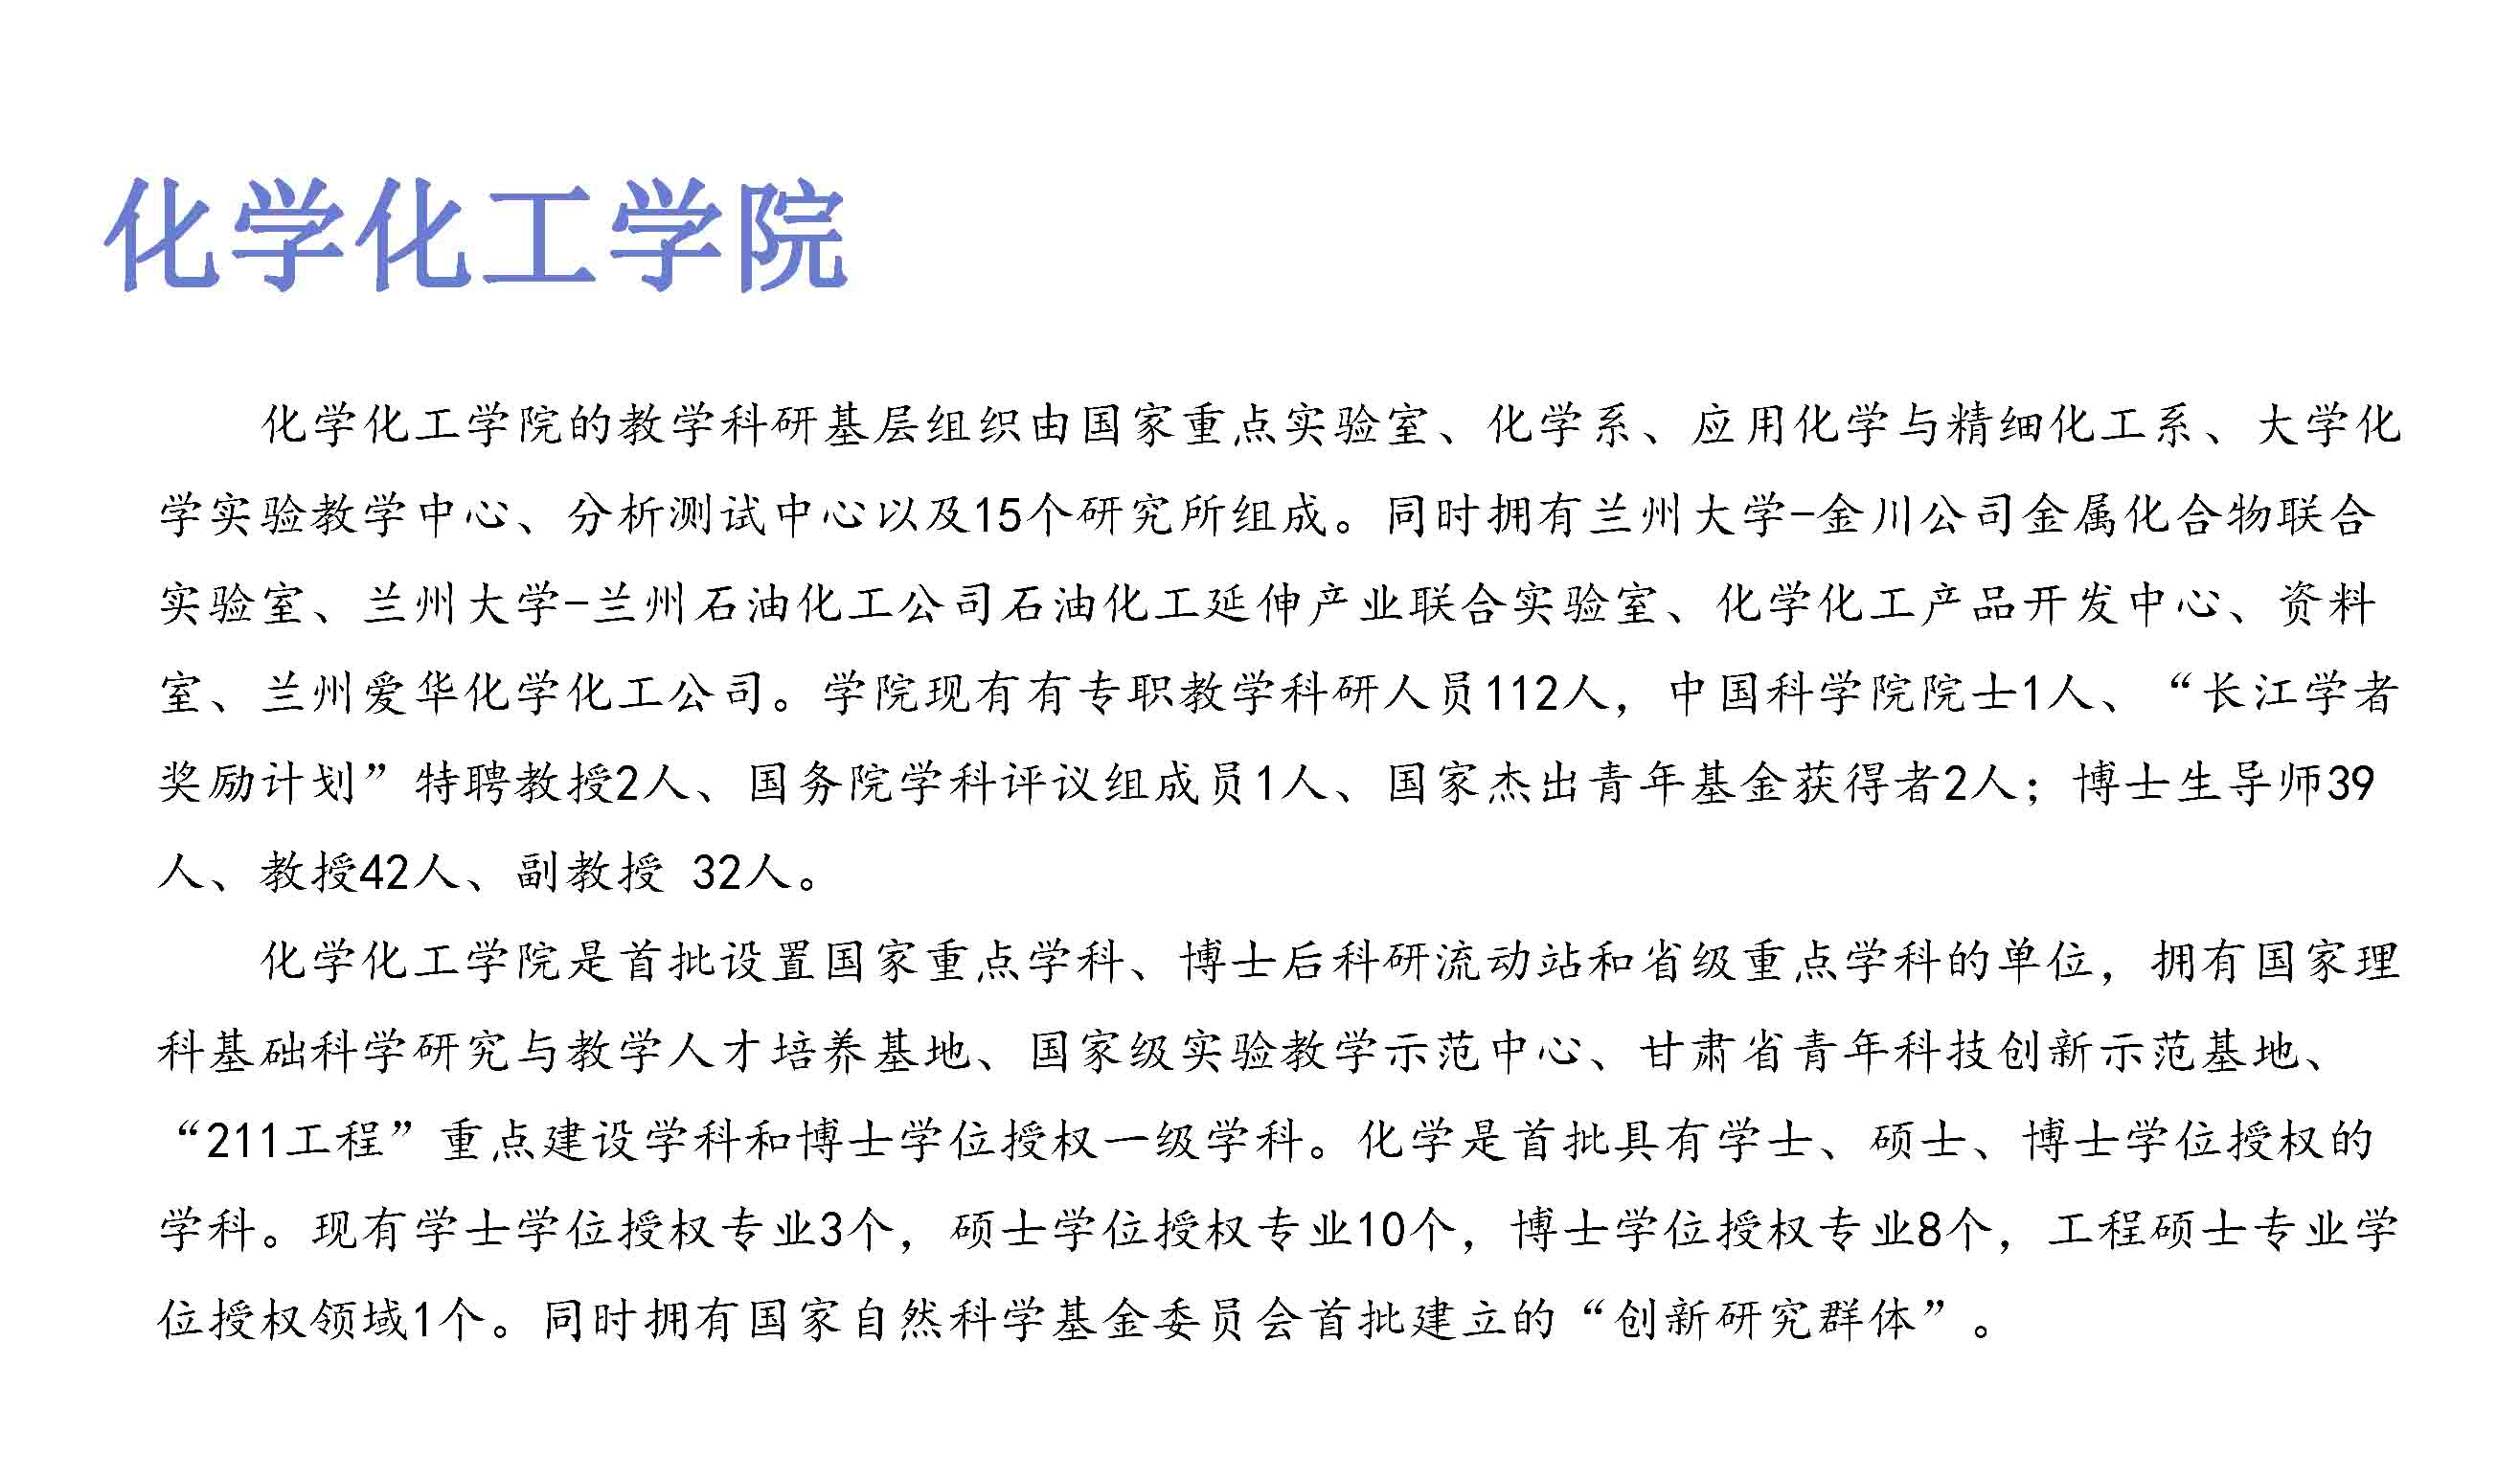 化学化工学院
化学化工学院的教学科研基层组织由国家重点实验室、化学系、应用化学与精细化工系、大学化
学实验教学中心、分析测试中心以及15个研究所组成。同时拥有兰州大学-金川公司金属化合物联合
实验室、兰州大学-兰州石油化工公司石油化工延伸产业联合实验室、化学化工产品开发中心、资料
室、兰州爱华化学化工公司。学院现有有专职教学科研人员112人，中国科学院院士1人、“长江学者
奖励计划”特聘教授2人、国务院学科评议组成员1人、国家杰出青年基金获得者2人；博士生导师39
人、教授42人、副教授 32人。
化学化工学院是首批设置国家重点学科、博士后科研流动站和省级重点学科的单位，拥有国家理
科基础科学研究与教学人才培养基地、国家级实验教学示范中心、甘肃省青年科技创新示范基地、
“211工程”重点建设学科和博士学位授权一级学科。化学是首批具有学士、硕士、博士学位授权的
学科。现有学士学位授权专业3个，硕士学位授权专业10个，博士学位授权专业8个，工程硕士专业学
位授权领域1个。同时拥有国家自然科学基金委员会首批建立的“创新研究群体”。